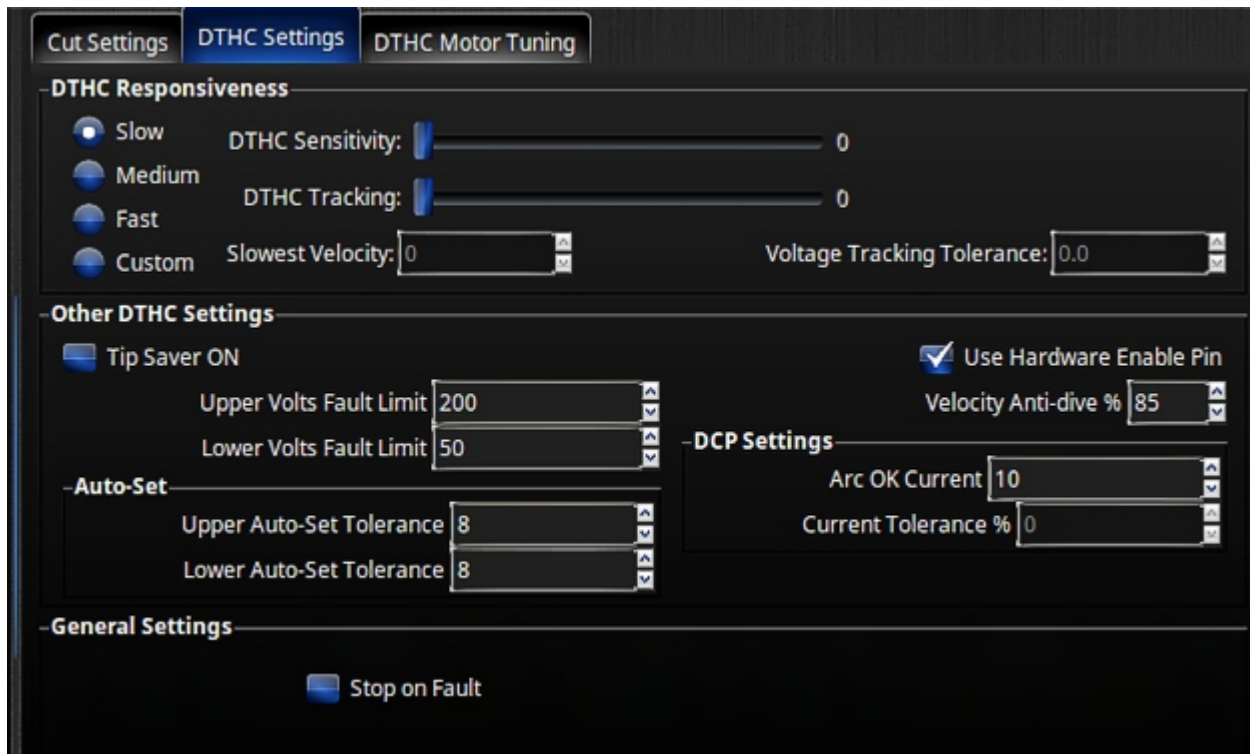 Cut Settings DTHC Settings DTHC Motor Tuning
DTHC Responsiveness
Slow
DTHC Sensitivity: 0
Medium
DTHC Tracking: 0
Fast
Custom
Slowest Velocity: 0 Voltage Tracking Tolerance: 0.0
Other DTHC Settings
Tip Saver ON Use Hardware Enable Pin
Upper Volts Fault Limit 200 Velocity Anti-dive % 85
Lower Volts Fault Limit 50
DCP Settings
Arc OK Current 10
Current Tolerance % 0
Auto-Set
Upper Auto-Set Tolerance 8
Lower Auto-Set Tolerance 8
General Settings
Stop on Fault